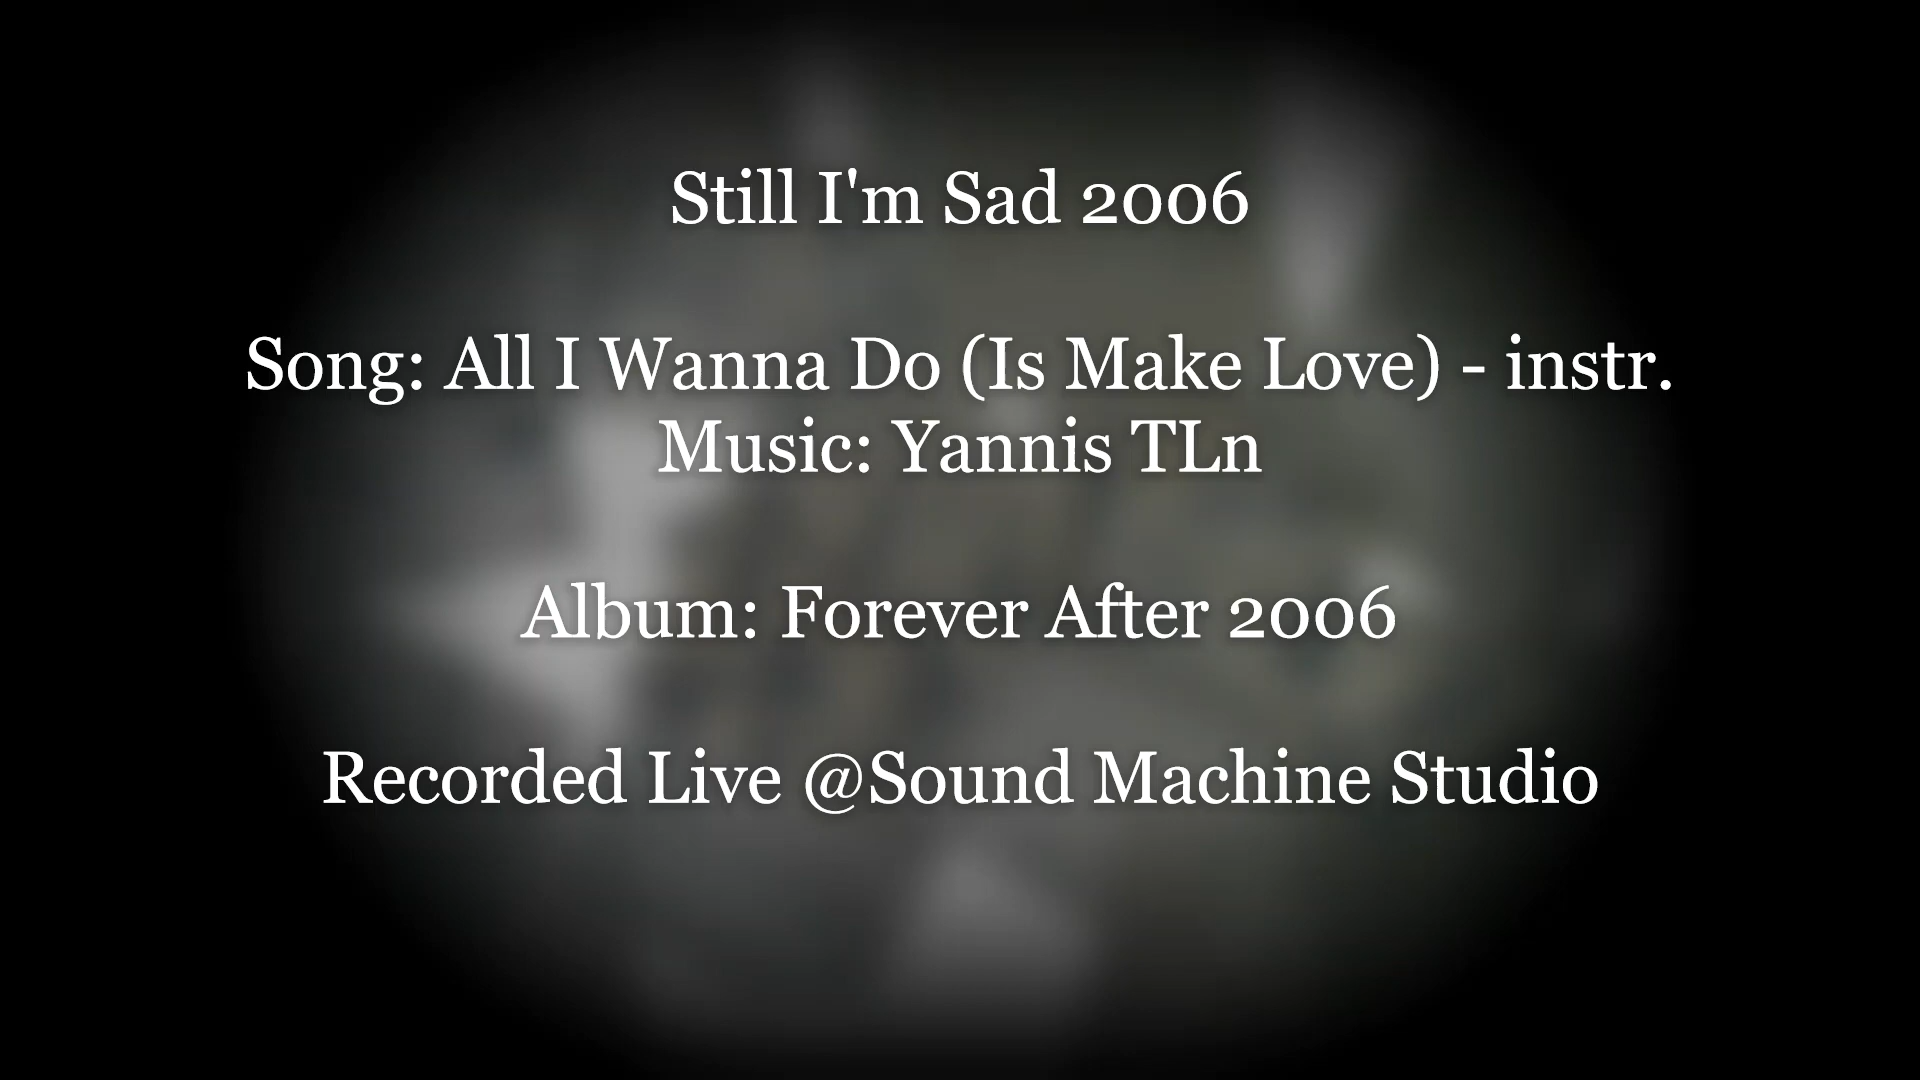 Still I'm Sad 2006
Song: All I Wanna Do (Is Make Love) - instr.
Music: Yannis TLn
Album: Forever After 2006
Recorded Live @Sound Machine Studio